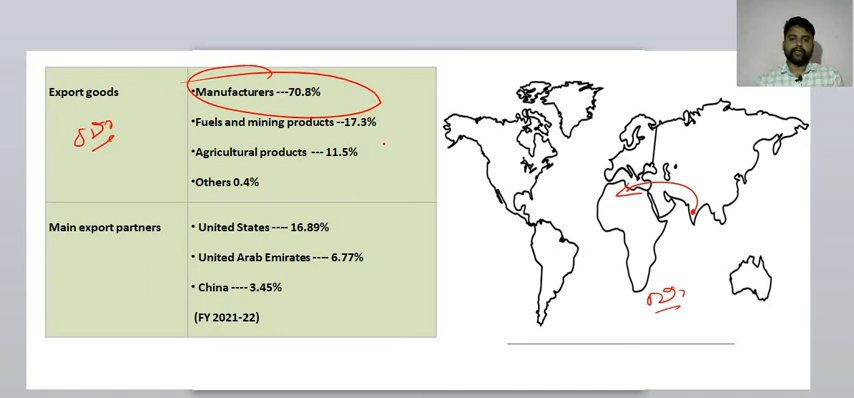 Export goods
•Manufacturers ---70.8%
•Fuels and mining products --17.3%
•Agricultural products --- 11.5%
•Others 0.4%
Main export partners
• United States ---- 16.89%
• United Arab Emirates ---- 6.77%
• China ---- 3.45%
(FY 2021-22)